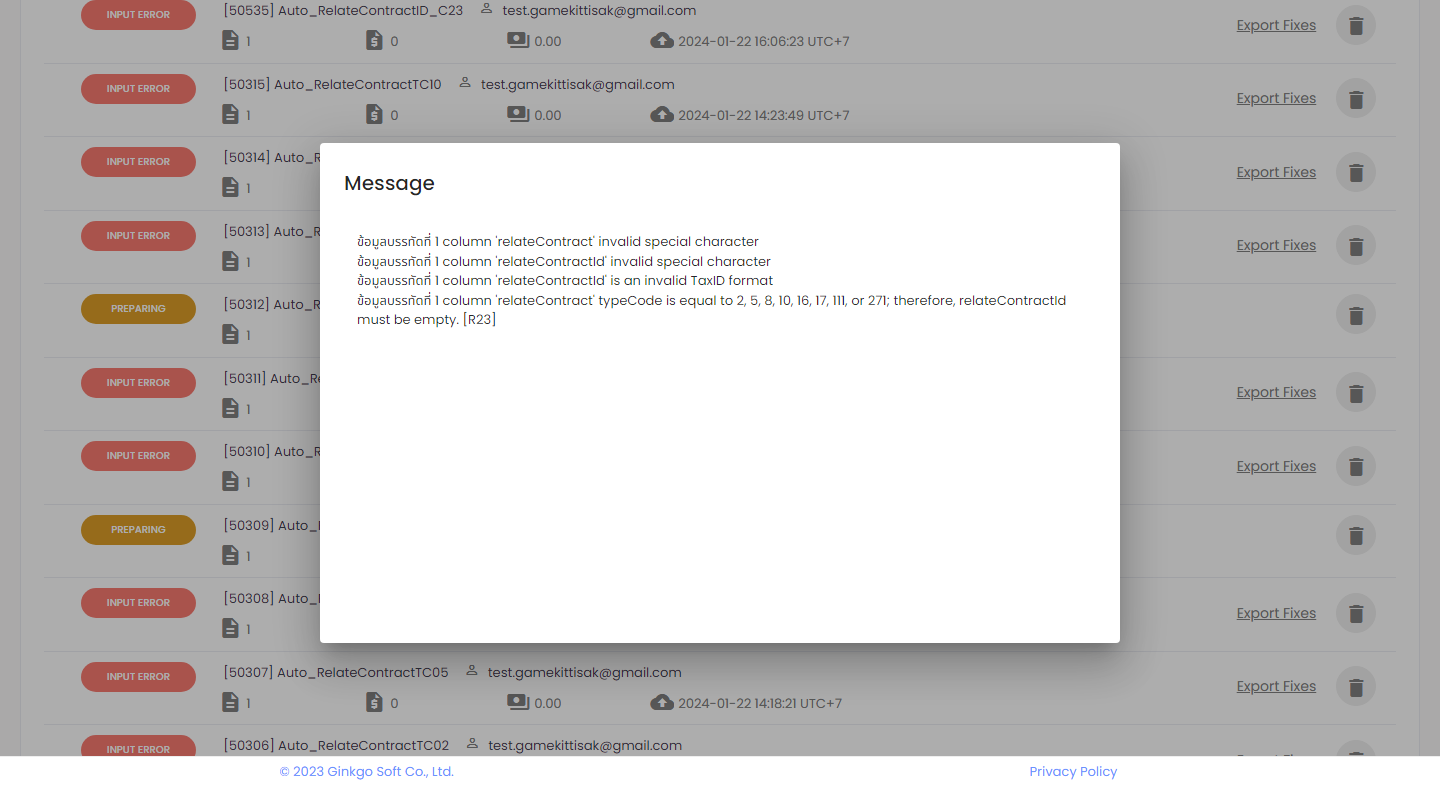 INPUT ERROR
[50535] Auto_RelateContractID_C23 test.gamekittisak@gmail.com
1 0 0.00 2024-01-22 16:06:23 UTC+7
Export Fixes
INPUT ERROR
[50315] Auto_RelateContractTC10 test.gamekittisak@gmail.com
1 0 0.00 2024-01-22 14:23:49 UTC+7
Export Fixes
INPUT ERROR
[50314] Auto_R
1
Export Fixes
INPUT ERROR
[50313] Auto_R
1
Export Fixes
PREPARING
[50312] Auto_R
1
INPUT ERROR
[50311] Auto_Re
1
Export Fixes
INPUT ERROR
[50310] Auto_R
1
Export Fixes
PREPARING
[50309] Auto_
1
INPUT ERROR
[50308] Auto_
1
Export Fixes
Message
ข้อมูลบรรทัดที่ 1 column 'relateContract' invalid special character
ข้อมูลบรรทัดที่ 1 column 'relateContractId' invalid special character
ข้อมูลบรรทัดที่ 1 column 'relateContractId' is an invalid TaxID format
ข้อมูลบรรทัดที่ 1 column 'relateContract' typeCode is equal to 2, 5, 8, 10, 16, 17, 111, or 271; therefore, relateContractId
must be empty. [R23]
INPUT ERROR
[50307] Auto_RelateContractTC05 test.gamekittisak@gmail.com
1 0 0.00 2024-01-22 14:18:21 UTC+7
Export Fixes
INPUT ERROR
[50306] Auto_RelateContractTC02 test.gamekittisak@gmail.com
© 2023 Ginkgo Soft Co., Ltd.
Privacy Policy